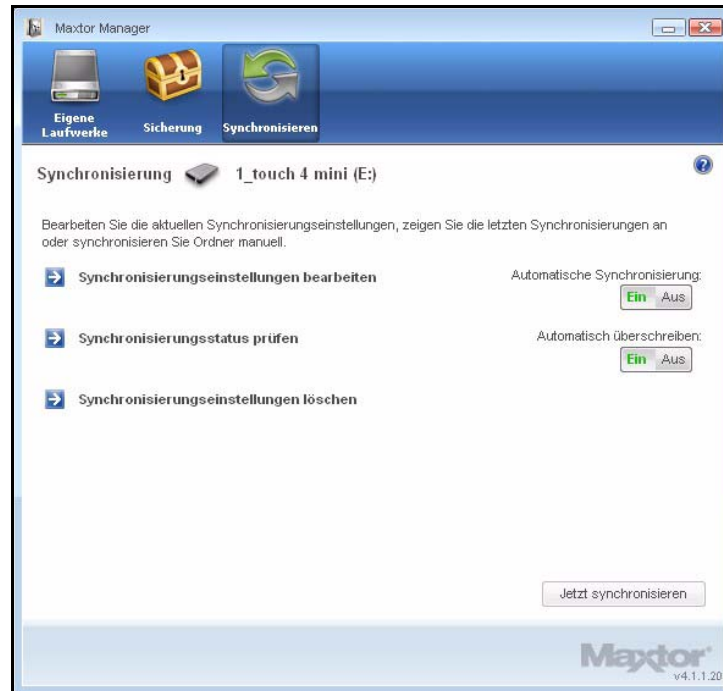 Maxtor Manager
Eigene
Laufwerke
Sicherung
Synchronisieren
Synchronisierung 1_touch 4 mini (E:)
Bearbeiten Sie die aktuellen Synchronisierungseinstellungen, zeigen Sie die letzten Synchronisierungen an
oder synchronisieren Sie Ordner manuell.
Synchronisierungseinstellungen bearbeiten
Automatische Synchronisierung:
Ein Aus
Synchronisierungsstatus prüfen
Automatisch überschreiben:
Ein Aus
Synchronisierungseinstellungen löschen
Jetzt synchronisieren
Maxtor
v4.1.1.20